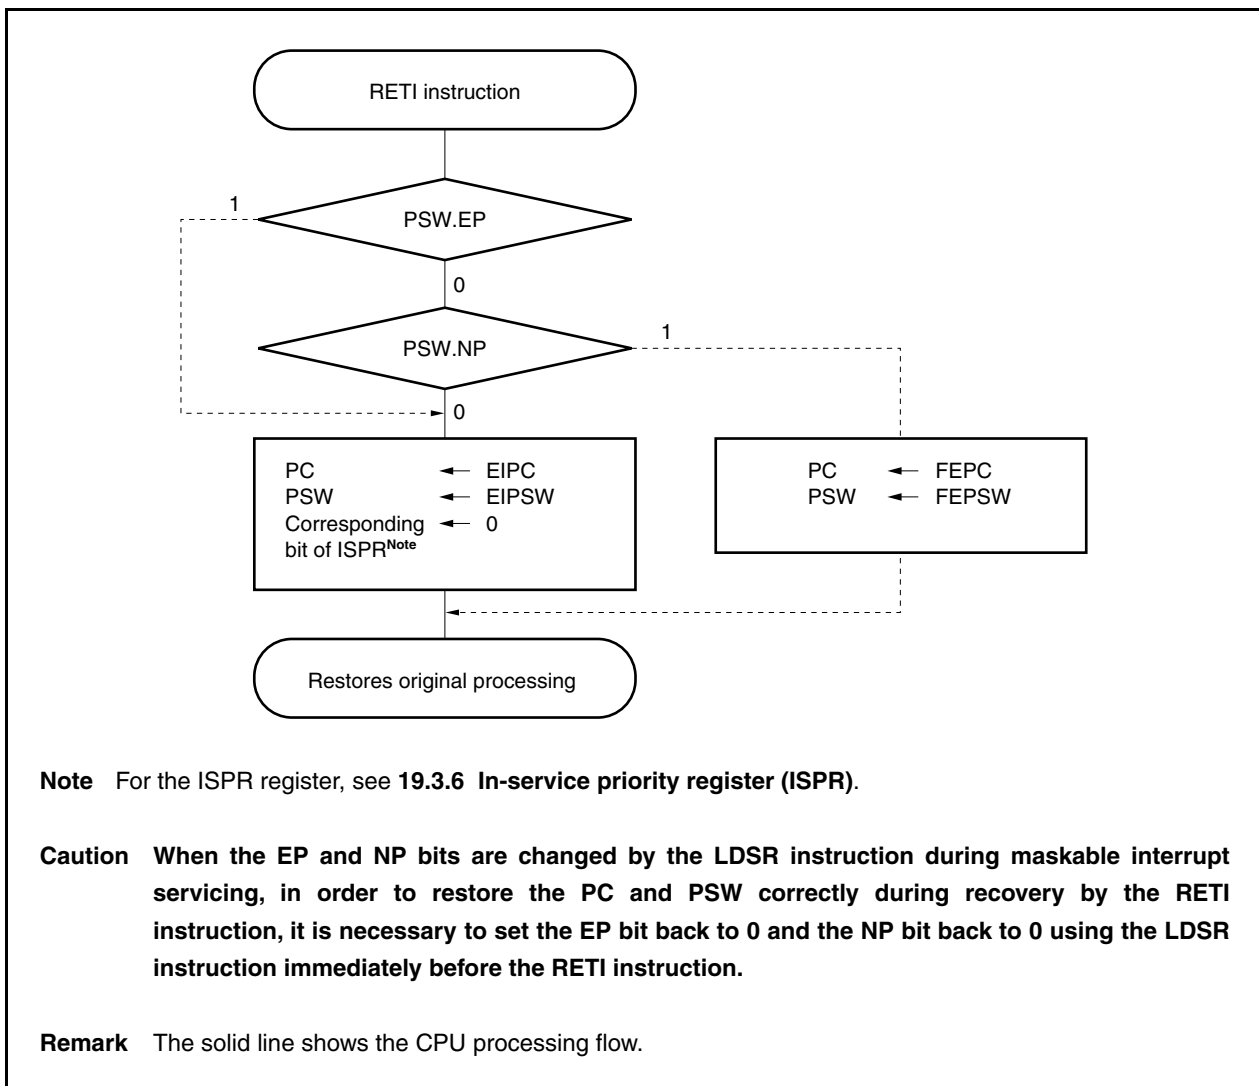 RETI instruction
1
PSW.EP
0
PSW.NP
1
0
PC ← EIPC
PSW ← EIPSW
Corresponding ← 0
bit of ISPRNote
PC ← FEPC
PSW ← FEPSW
Restores original processing
Note For the ISPR register, see 19.3.6 In-service priority register (ISPR).
Caution When the EP and NP bits are changed by the LDSR instruction during maskable interrupt
servicing, in order to restore the PC and PSW correctly during recovery by the RETI
instruction, it is necessary to set the EP bit back to 0 and the NP bit back to 0 using the LDSR
instruction immediately before the RETI instruction.
Remark The solid line shows the CPU processing flow.